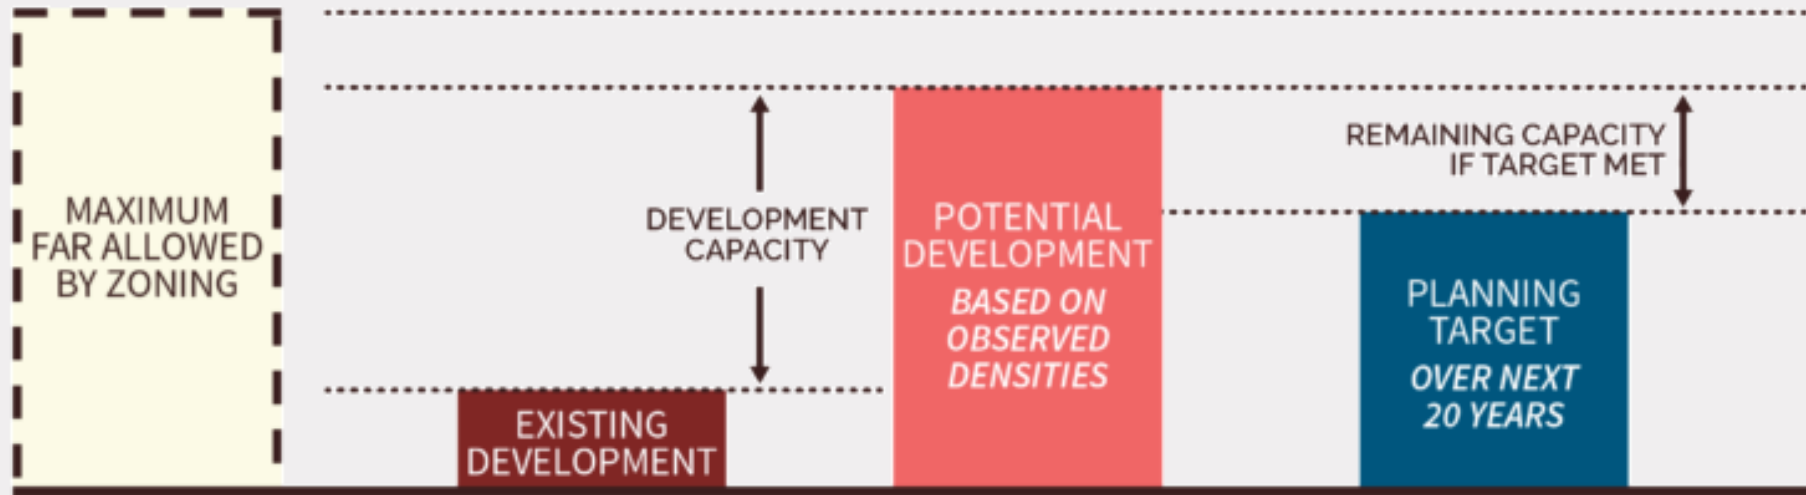 MAXIMUM
FAR ALLOWED
BY ZONING
EXISTING
DEVELOPMENT
DEVELOPMENT
CAPACITY
POTENTIAL
DEVELOPMENT
BASED ON
OBSERVED
DENSITIES
REMAINING CAPACITY
IF TARGET MET
PLANNING
TARGET
OVER NEXT
20 YEARS